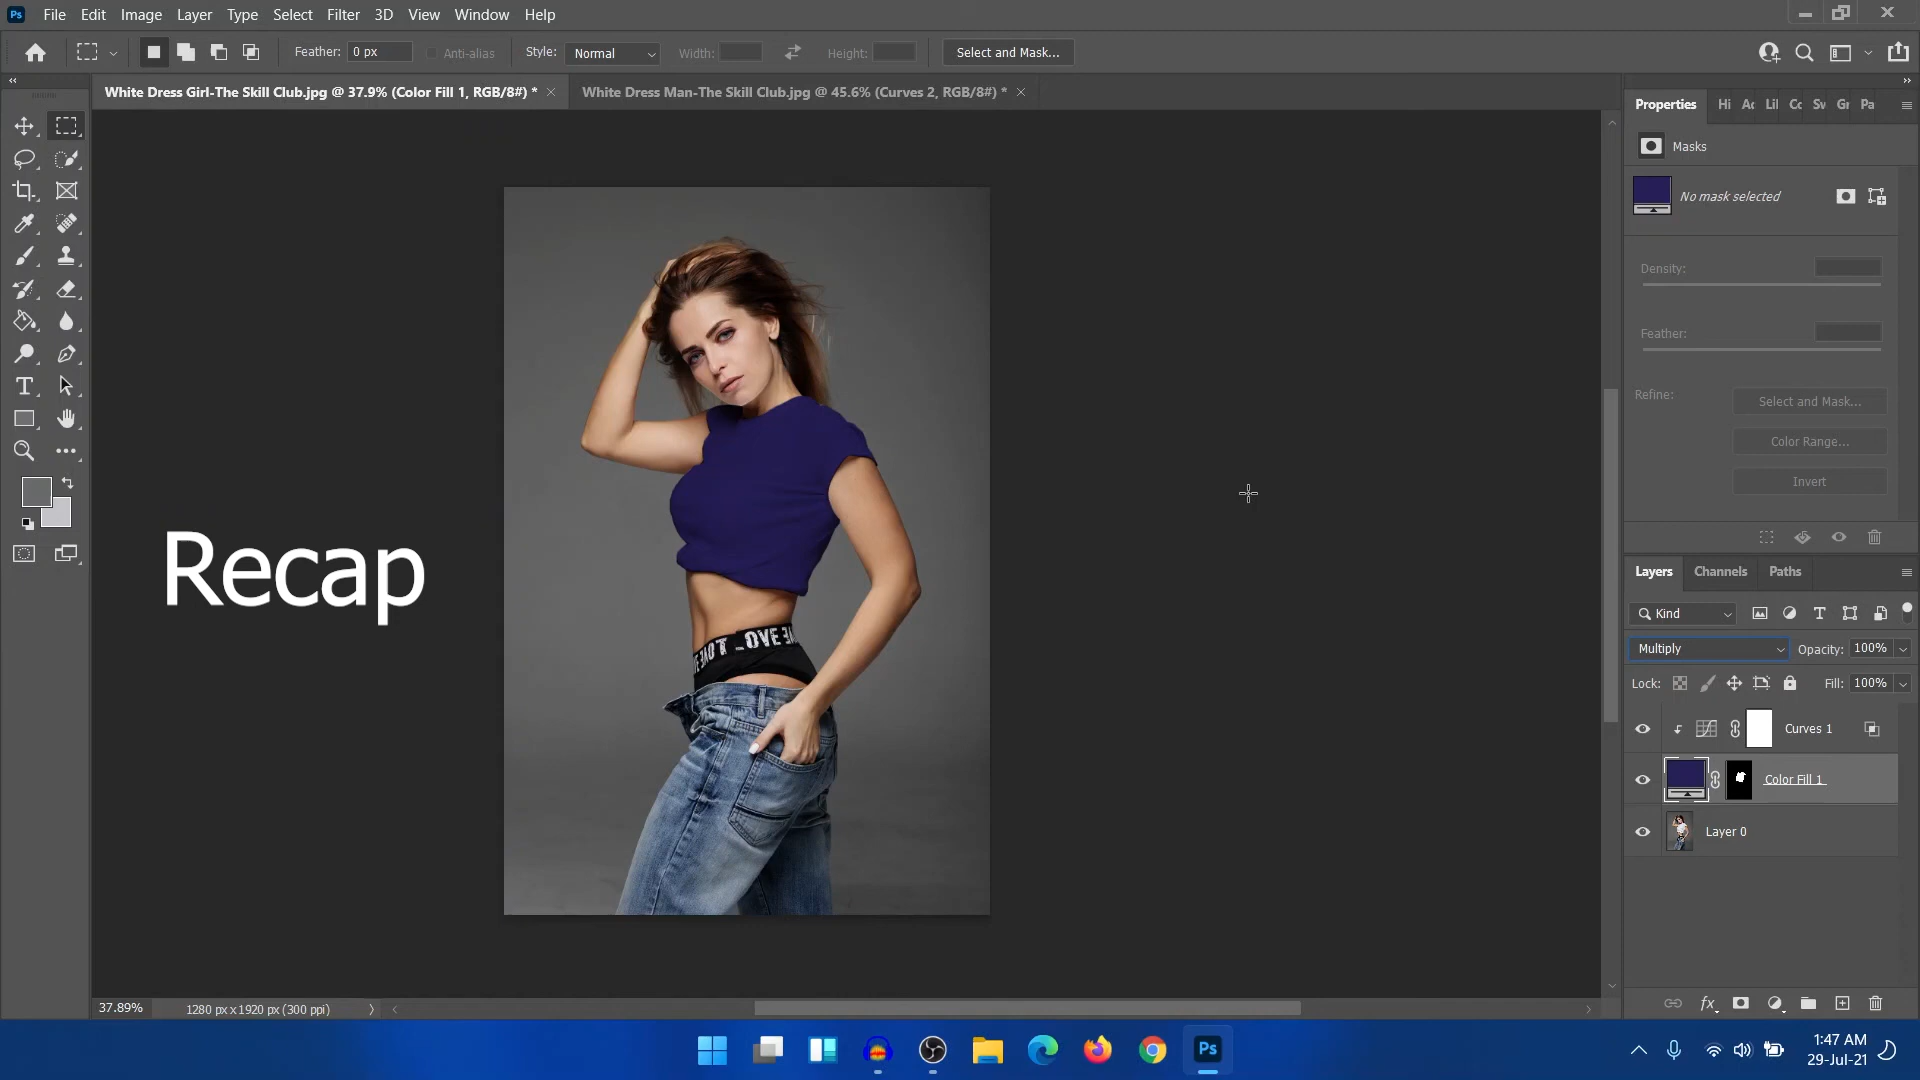 Ps File Edit Image Layer Type Select Filter 3D View Window Help
Feather: 0 px Anti-alias Style: Normal Width: Height: Select and Mask...
White Dress Girl-The Skill Club.jpg @ 37.9% (Color Fill 1, RGB/8#) * White Dress Man-The Skill Club.jpg @ 45.6% (Curves 2, RGB/8#) *
Properties Hi Ac Lil Cc Sv Gr Pa
Masks
No mask selected
Density:
Feather:
Refine: Select and Mask...
Color Range...
Invert
Recap
Layers Channels Paths
Kind
Multiply Opacity: 100%
Lock: Fill: 100%
Curves 1
Color Fill 1
Layer 0
37.89% 1280 px x 1920 px (300 ppi)
fx
Ps
1:47 AM
29-Jul-21